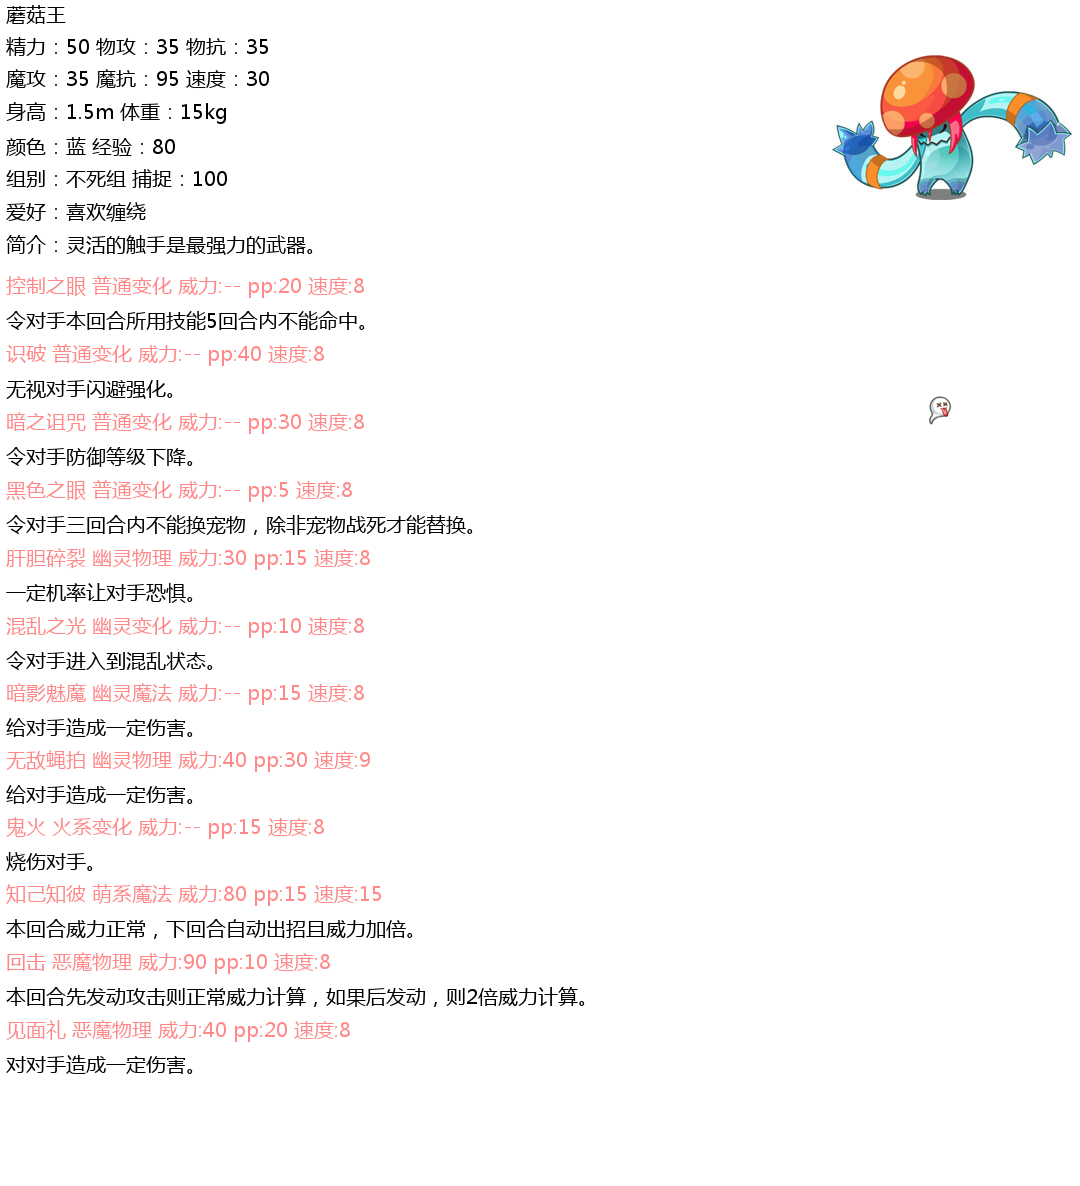 蘑菇王
精力：50 物攻：35 物抗：35
魔攻：35 魔抗：95 速度：30
身高：1.5m 体重：15kg
颜色：蓝 经验：80
组别：不死组 捕捉：100
爱好：喜欢缠绕
简介：灵活的触手是最强力的武器。
控制之眼 普通变化 威力:-- pp:20 速度:8
令对手本回合所用技能5回合内不能命中。
识破 普通变化 威力:-- pp:40 速度:8
无视对手闪避强化。
暗之诅咒 普通变化 威力:-- pp:30 速度:8
令对手防御等级下降。
黑色之眼 普通变化 威力:-- pp:5 速度:8
令对手三回合内不能换宠物，除非宠物战死才能替换。
肝胆碎裂 幽灵物理 威力:30 pp:15 速度:8
一定机率让对手恐惧。
混乱之光 幽灵变化 威力:-- pp:10 速度:8
令对手进入到混乱状态。
暗影魅魔 幽灵魔法 威力:-- pp:15 速度:8
给对手造成一定伤害。
无敌蝇拍 幽灵物理 威力:40 pp:30 速度:9
给对手造成一定伤害。
鬼火 火系变化 威力:-- pp:15 速度:8
烧伤对手。
知己知彼 萌系魔法 威力:80 pp:15 速度:15
本回合威力正常，下回合自动出招且威力加倍。
回击 恶魔物理 威力:90 pp:10 速度:8
本回合先发动攻击则正常威力计算，如果后发动，则2倍威力计算。
见面礼 恶魔物理 威力:40 pp:20 速度:8
对对手造成一定伤害。